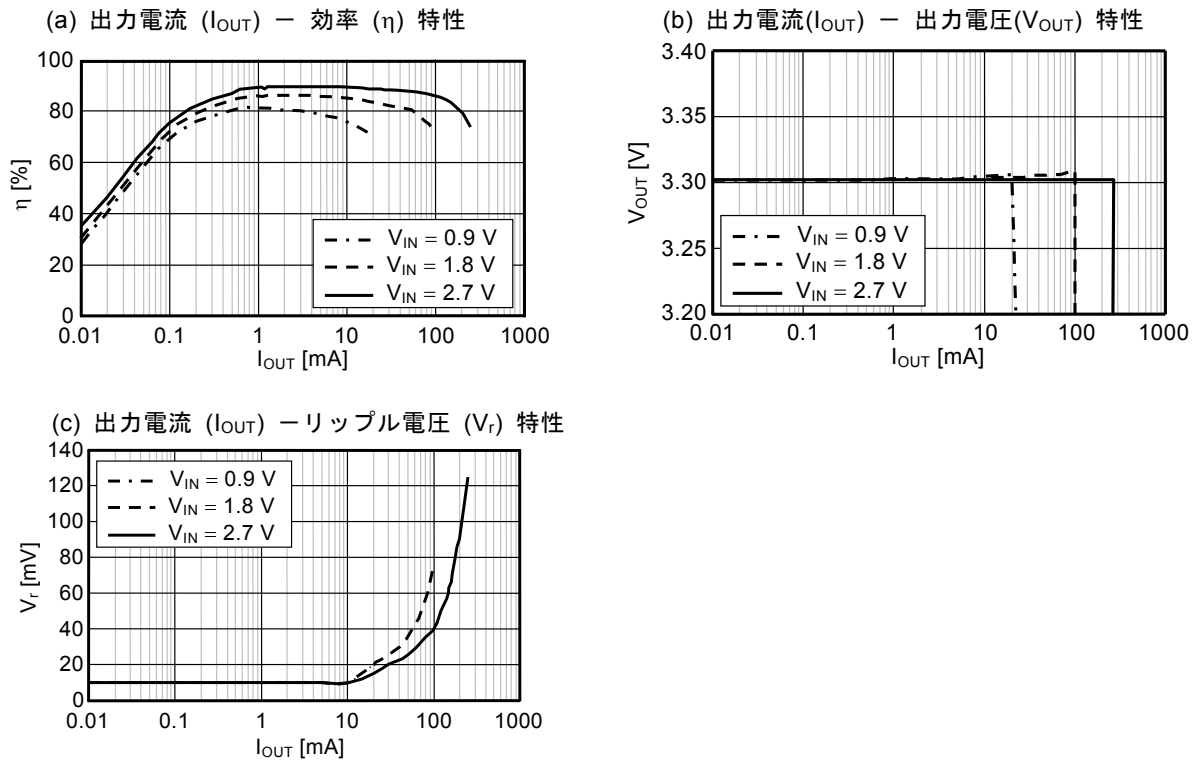 (a) 出力電流 (IOUT) － 効率 (η) 特性
100
80
60
40
20
0
η [%]
VIN = 0.9 V
VIN = 1.8 V
VIN = 2.7 V
0.01 0.1 1 10 100 1000
IOUT [mA]
(b) 出力電流(IOUT) － 出力電圧(VOUT) 特性
3.40
3.35
3.30
3.25
3.20
VOUT [V]
VIN = 0.9 V
VIN = 1.8 V
VIN = 2.7 V
0.01 0.1 1 10 100 1000
IOUT [mA]
(c) 出力電流 (IOUT) －リップル電圧 (Vr) 特性
140
120
100
80
60
40
20
0
Vr [mV]
VIN = 0.9 V
VIN = 1.8 V
VIN = 2.7 V
0.01 0.1 1 10 100 1000
IOUT [mA]